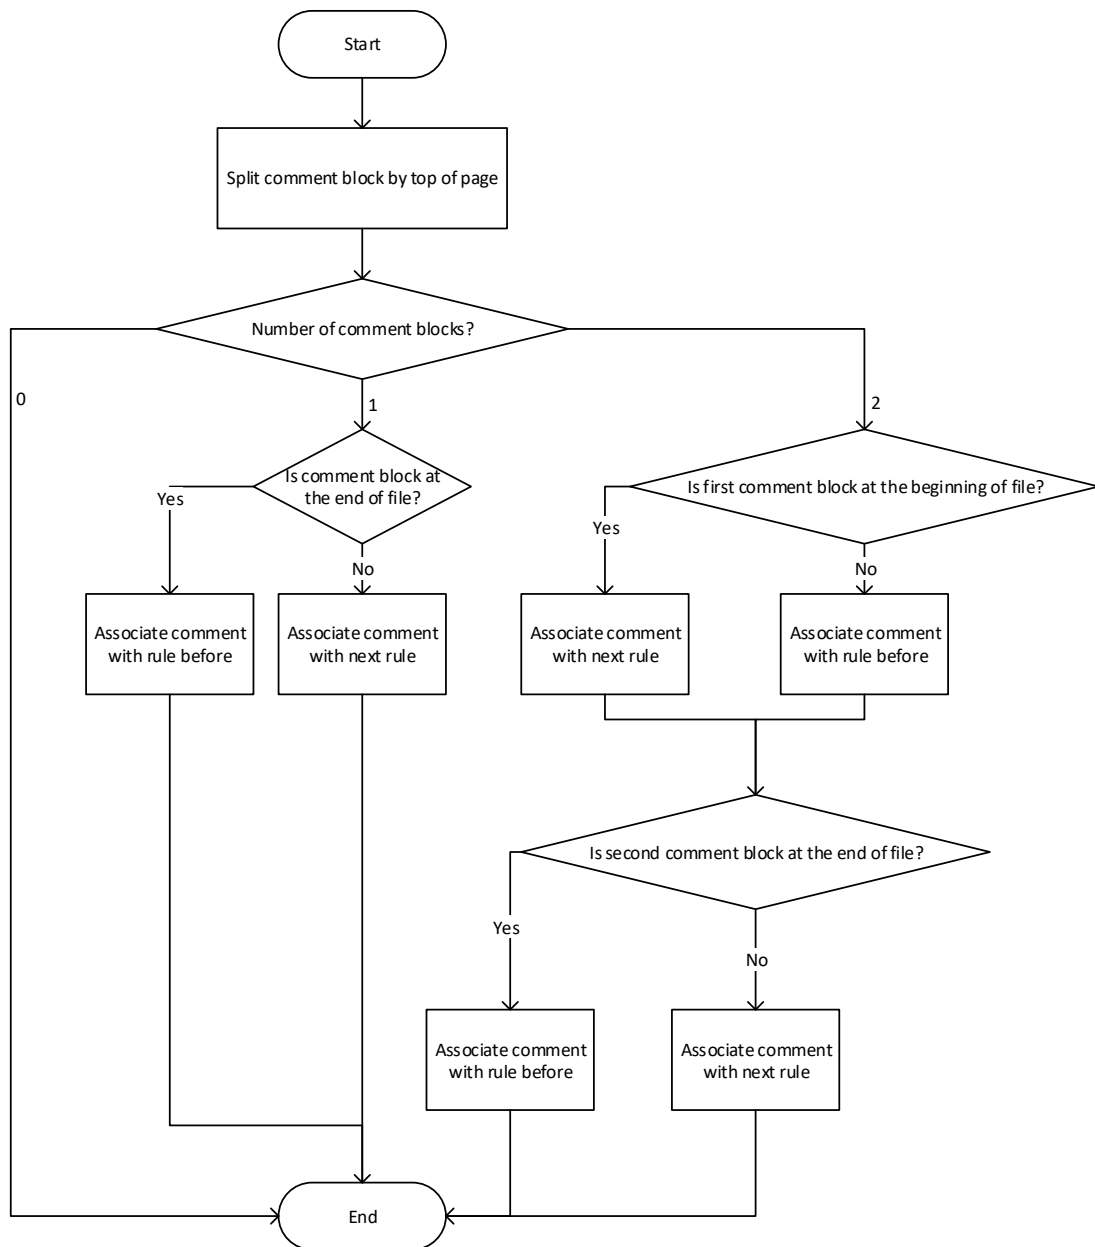 Start
Split comment block by top of page
Number of comment blocks?
0
1
2
Is comment block at
the end of file?
Is first comment block at the beginning of file?
Yes
Yes
No
No
Associate comment
with rule before
Associate comment
with next rule
Associate comment
with next rule
Associate comment
with rule before
Is second comment block at the end of file?
Yes
No
Associate comment
with rule before
Associate comment
with next rule
End